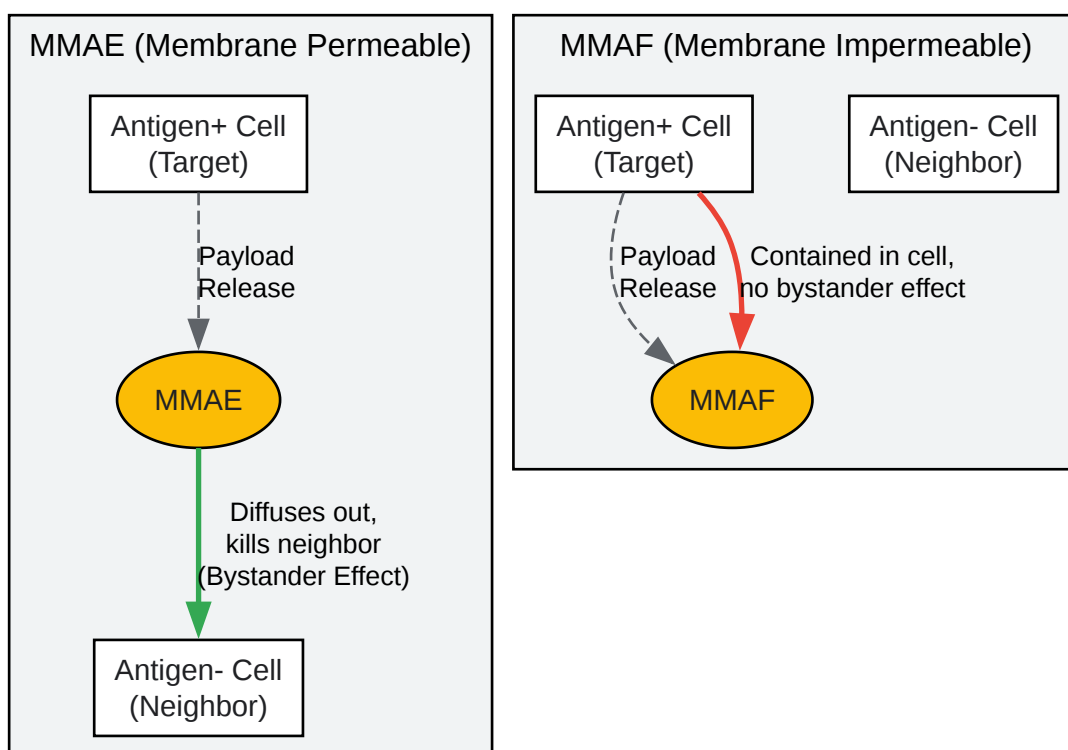 MMAE (Membrane Permeable)
Antigen+ Cell
(Target)
Payload
Release
MMAE
Diffuses out,
kills neighbor
(Bystander Effect)
Antigen- Cell
(Neighbor)
MMAF (Membrane Impermeable)
Antigen+ Cell
(Target)
Antigen- Cell
(Neighbor)
Payload
Release
Contained in cell,
no bystander effect
MMAF